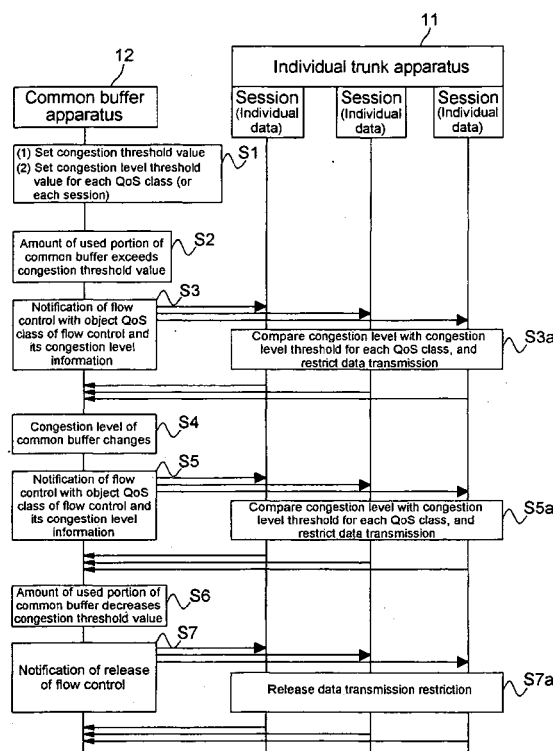 11
12
Individual trunk apparatus
Common buffer
apparatus
Session
(Individual
data)
Session
(Individual
data)
Session
(Individual
data)
(1) Set congestion threshold value
(2) Set congestion level threshold
value for each QoS class (or
each session)
S1
Amount of used portion of
common buffer exceeds
congestion threshold value
S2
S3
Notification of flow
control with object QoS
class of flow control and
its congestion level
information
Compare congestion level with congestion
level threshold for each QoS class, and
restrict data transmission
S3a
Congestion level of
common buffer changes
S4
S5
Notification of flow
control with object QoS
class of flow control and
its congestion level
information
Compare congestion level with congestion
level threshold for each QoS class, and
restrict data transmission
S5a
Amount of used portion of
common buffer decreases
congestion threshold value
S6
S7
Notification of release
of flow control
Release data transmission restriction
S7a